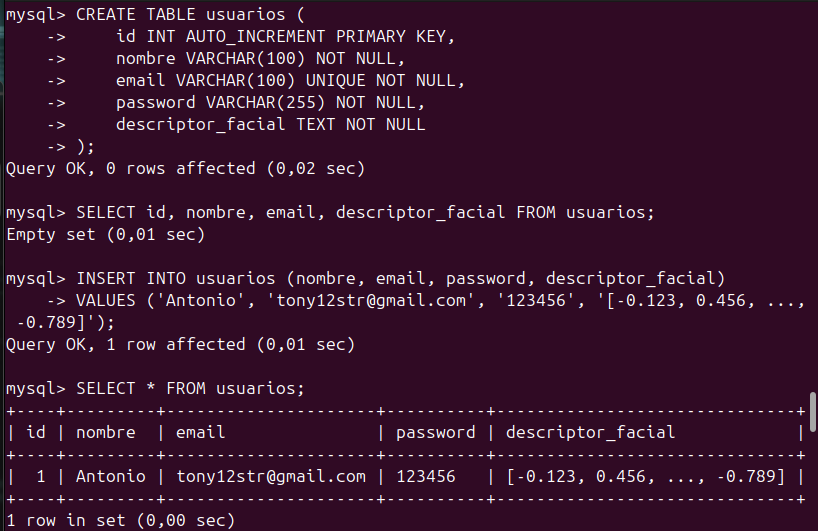 mysql> CREATE TABLE usuarios (
    ->     id INT AUTO_INCREMENT PRIMARY KEY,
    ->     nombre VARCHAR(100) NOT NULL,
    ->     email VARCHAR(100) UNIQUE NOT NULL,
    ->     password VARCHAR(255) NOT NULL,
    ->     descriptor_facial TEXT NOT NULL
    -> );
Query OK, 0 rows affected (0,02 sec)

mysql> SELECT id, nombre, email, descriptor_facial FROM usuarios;
Empty set (0,01 sec)

mysql> INSERT INTO usuarios (nombre, email, password, descriptor_facial)
    -> VALUES ('Antonio', 'tony12str@gmail.com', '123456', '[-0.123, 0.456, ...,
 -0.789]');
Query OK, 1 row affected (0,01 sec)

mysql> SELECT * FROM usuarios;
+----+---------+---------------------+----------+------------------------------+
| id | nombre  | email               | password | descriptor_facial            |
+----+---------+---------------------+----------+------------------------------+
|  1 | Antonio | tony12str@gmail.com | 123456   | [-0.123, 0.456, ..., -0.789] |
+----+---------+---------------------+----------+------------------------------+
1 row in set (0,00 sec)